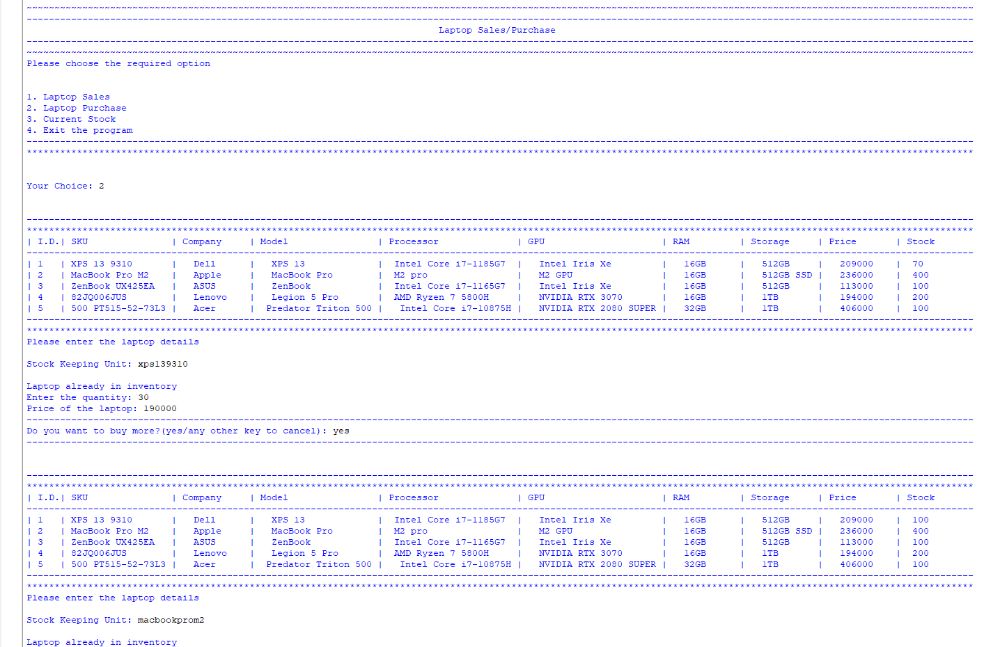 Laptop Sales/Purchase
Please choose the required option
1. Laptop Sales
2. Laptop Purchase
3. Current Stock
4. Exit the program
Your Choice: 2
| I.D.| SKU | Company | Model | Processor | GPU | RAM | Storage | Price | Stock
| 1 | XPS 13 9310 | Dell | XPS 13 | Intel Core i7-1185G7 | Intel Iris Xe | 16GB | 512GB | 209000 | 70
| 2 | MacBook Pro M2 | Apple | MacBook Pro | M2 pro | M2 GPU | 16GB | 512GB SSD | 236000 | 400
| 3 | ZenBook UX425EA | ASUS | ZenBook | Intel Core i7-1165G7 | Intel Iris Xe | 16GB | 512GB | 113000 | 100
| 4 | 82JQ006JUS | Lenovo | Legion 5 Pro | AMD Ryzen 7 5800H | NVIDIA RTX 3070 | 16GB | 1TB | 194000 | 200
| 5 | 500 PT515-52-73L3 | Acer | Predator Triton 500 | Intel Core i7-10875H | NVIDIA RTX 2080 SUPER | 32GB | 1TB | 406000 | 100
Please enter the laptop details
Stock Keeping Unit: xps139310
Laptop already in inventory
Enter the quantity: 30
Price of the laptop: 190000
Do you want to buy more?(yes/any other key to cancel): yes
| I.D.| SKU | Company | Model | Processor | GPU | RAM | Storage | Price | Stock
| 1 | XPS 13 9310 | Dell | XPS 13 | Intel Core i7-1185G7 | Intel Iris Xe | 16GB | 512GB | 209000 | 100
| 2 | MacBook Pro M2 | Apple | MacBook Pro | M2 pro | M2 GPU | 16GB | 512GB SSD | 236000 | 400
| 3 | ZenBook UX425EA | ASUS | ZenBook | Intel Core i7-1165G7 | Intel Iris Xe | 16GB | 512GB | 113000 | 100
| 4 | 82JQ006JUS | Lenovo | Legion 5 Pro | AMD Ryzen 7 5800H | NVIDIA RTX 3070 | 16GB | 1TB | 194000 | 200
| 5 | 500 PT515-52-73L3 | Acer | Predator Triton 500 | Intel Core i7-10875H | NVIDIA RTX 2080 SUPER | 32GB | 1TB | 406000 | 100
Please enter the laptop details
Stock Keeping Unit: macbookprom2
Laptop already in inventory